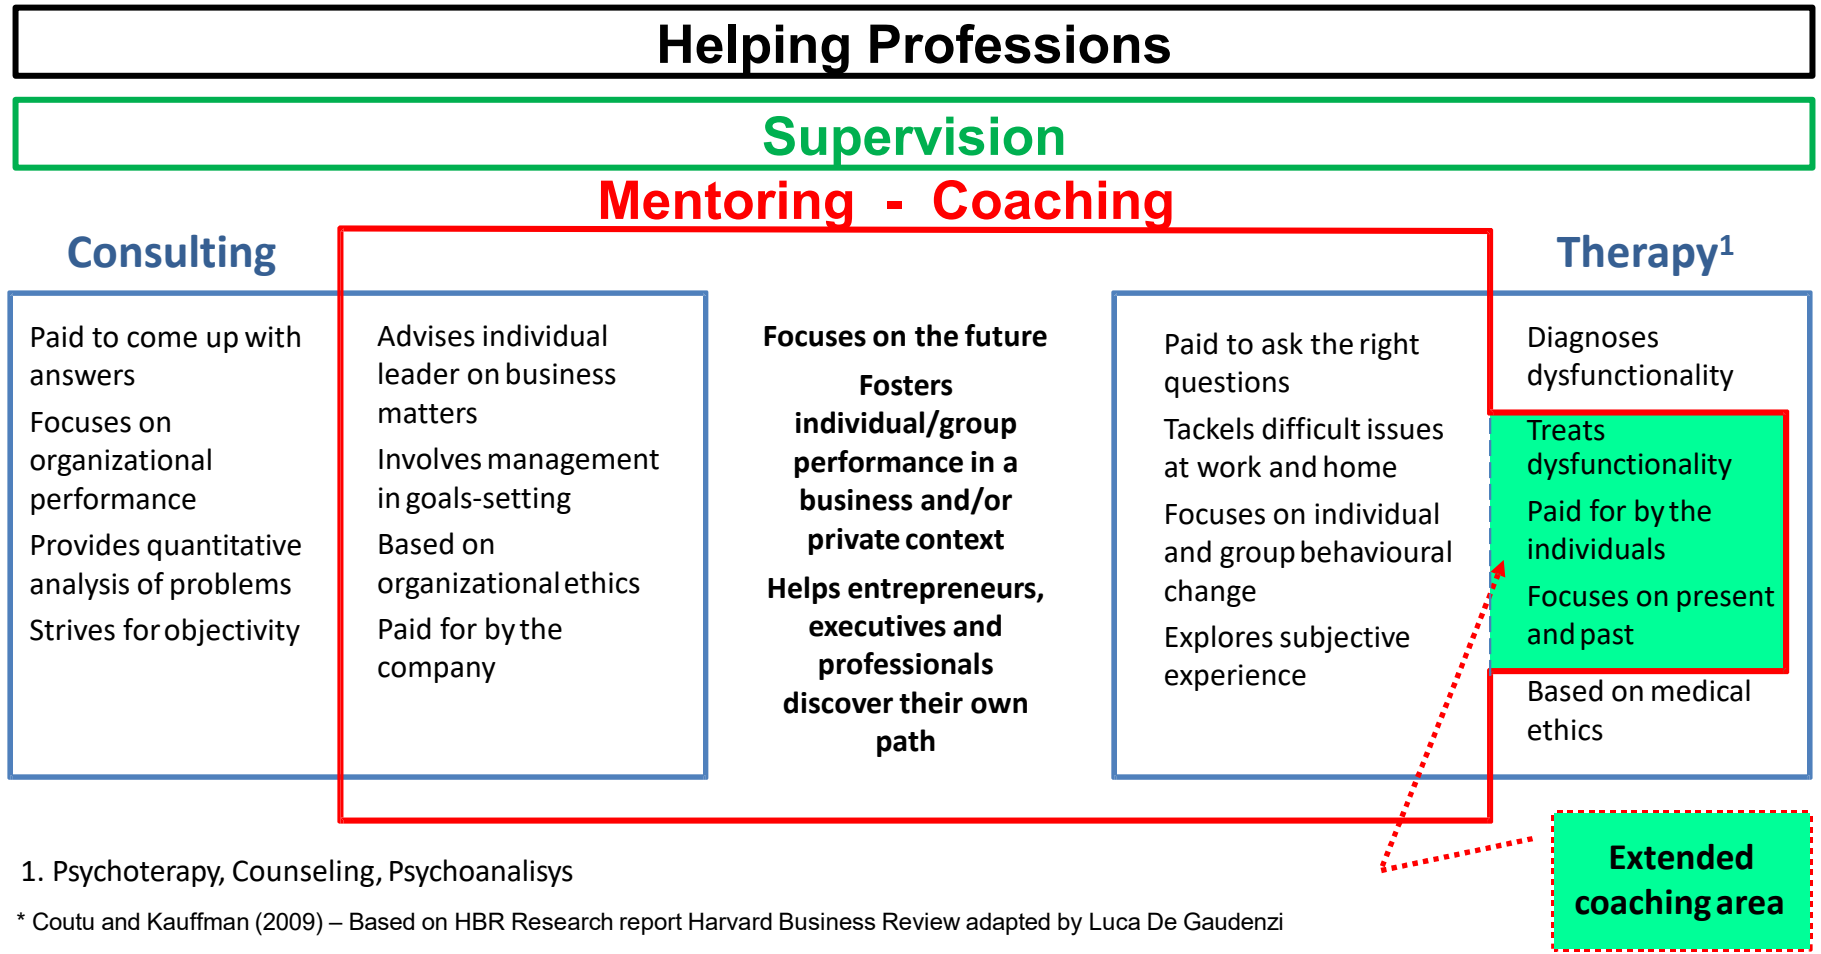 Helping Professions
Supervision
Mentoring - Coaching
Consulting
Therapy¹
Paid to come up with
answers
Focuses on
organizational
performance
Provides quantitative
analysis of problems
Strives for objectivity
Advises individual
leader on business
matters
Involves management
in goals-setting
Based on
organizational ethics
Paid for by the
company
Focuses on the future
Fosters
individual/group
performance in a
business and/or
private context
Helps entrepreneurs,
executives and
professionals
discover their own
path
Paid to ask the right
questions
Tackels difficult issues
at work and home
Focuses on individual
and group behavioural
change
Explores subjective
experience
Diagnoses
dysfunctionality
Treats
dysfunctionality
Paid for by the
individuals
Focuses on present
and past
Based on medical
ethics
Extended
coaching area
1. Psychoterapy, Counseling, Psychoanalisys
* Coutu and Kauffman (2009) – Based on HBR Research report Harvard Business Review adapted by Luca De Gaudenzi